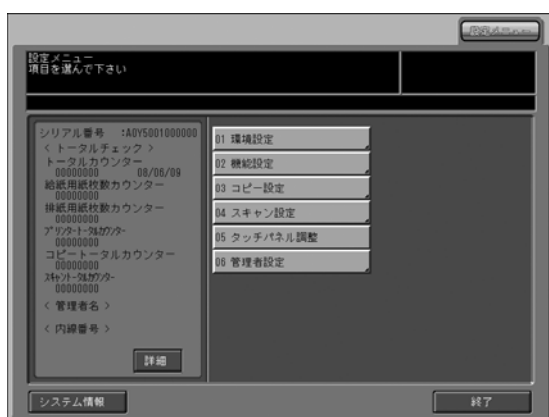 設定メニュー
設定メニュー
項目を選んで下さい
シリアル番号 :A0Y5001000000
< トータルチェック >
トータルカウンター
00000000 08/06/09
給紙用紙枚数カウンター
00000000
排紙用紙枚数カウンター
00000000
プリンタートータルカウンター
00000000
コピートータルカウンター
00000000
スキャントータルカウンター
00000000
< 管理者名 >
< 内線番号 >
詳細
01 環境設定
02 機能設定
03 コピー設定
04 スキャン設定
05 タッチパネル調整
06 管理者設定
システム情報
終了